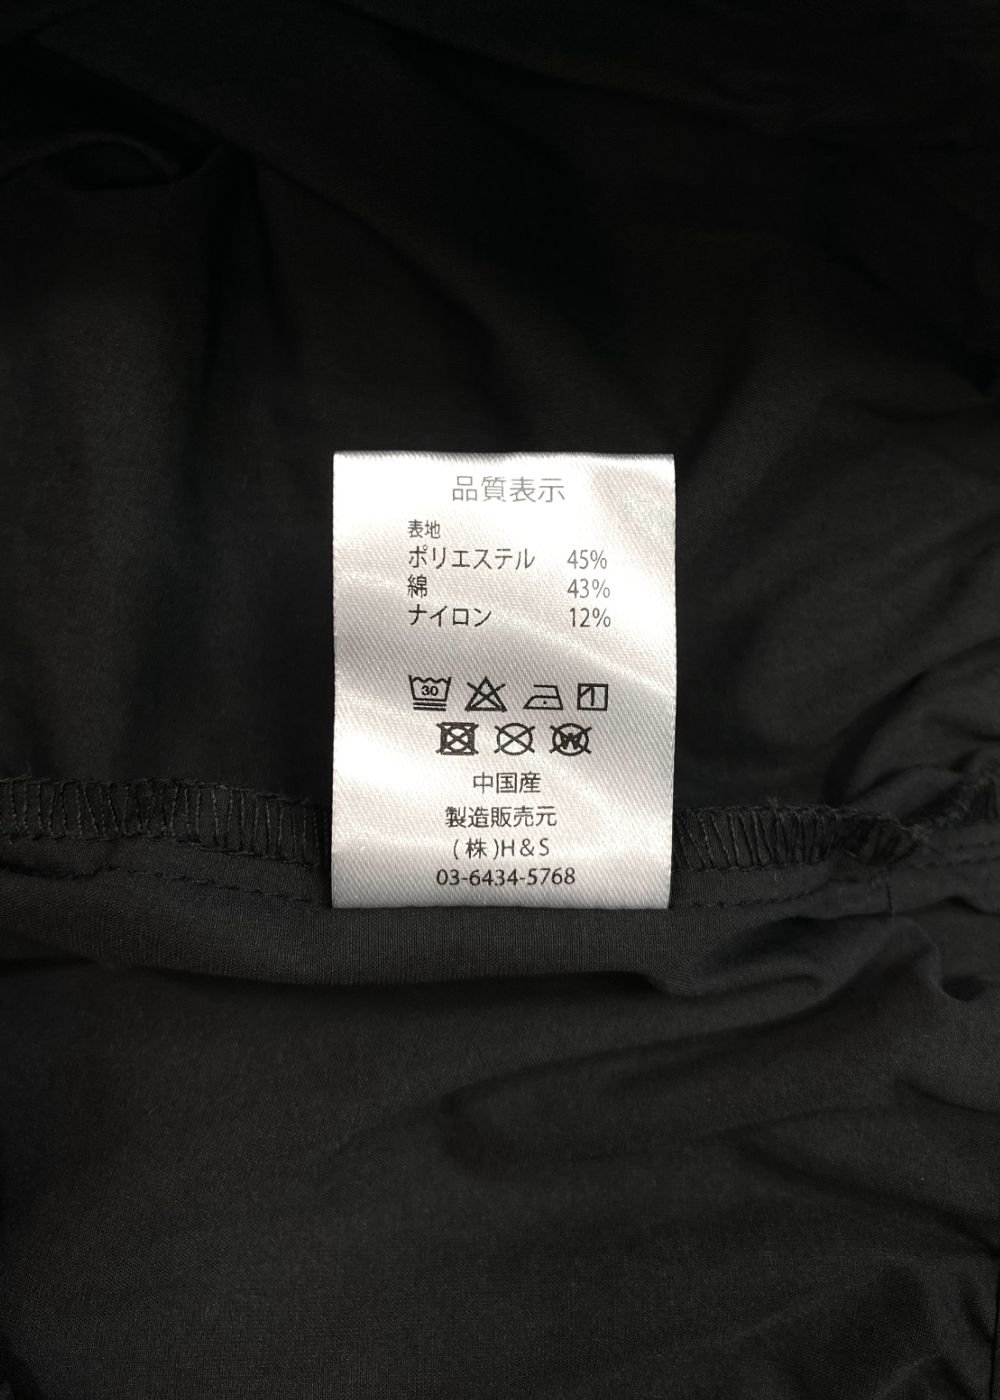 品質表示
表地
ポリエステル 45%
綿 43%
ナイロン 12%
30
W
中国産
製造販売元
(株)H&S
03-6434-5768